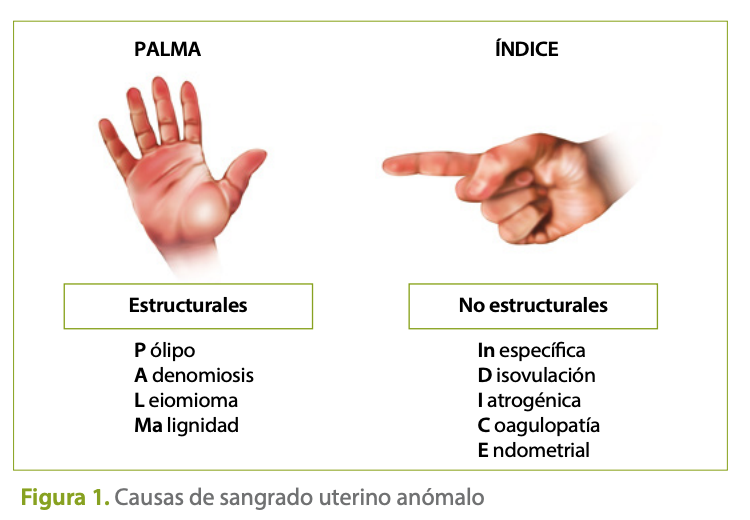 PALMA
ÍNDICE
Estructurales
P ólipo
A denomiosis
L eiomioma
Ma lignidad
No estructurales
In específica
D isovulación
I atrogénica
C oagulopatía
E ndometrial
Figura 1. Causas de sangrado uterino anómalo